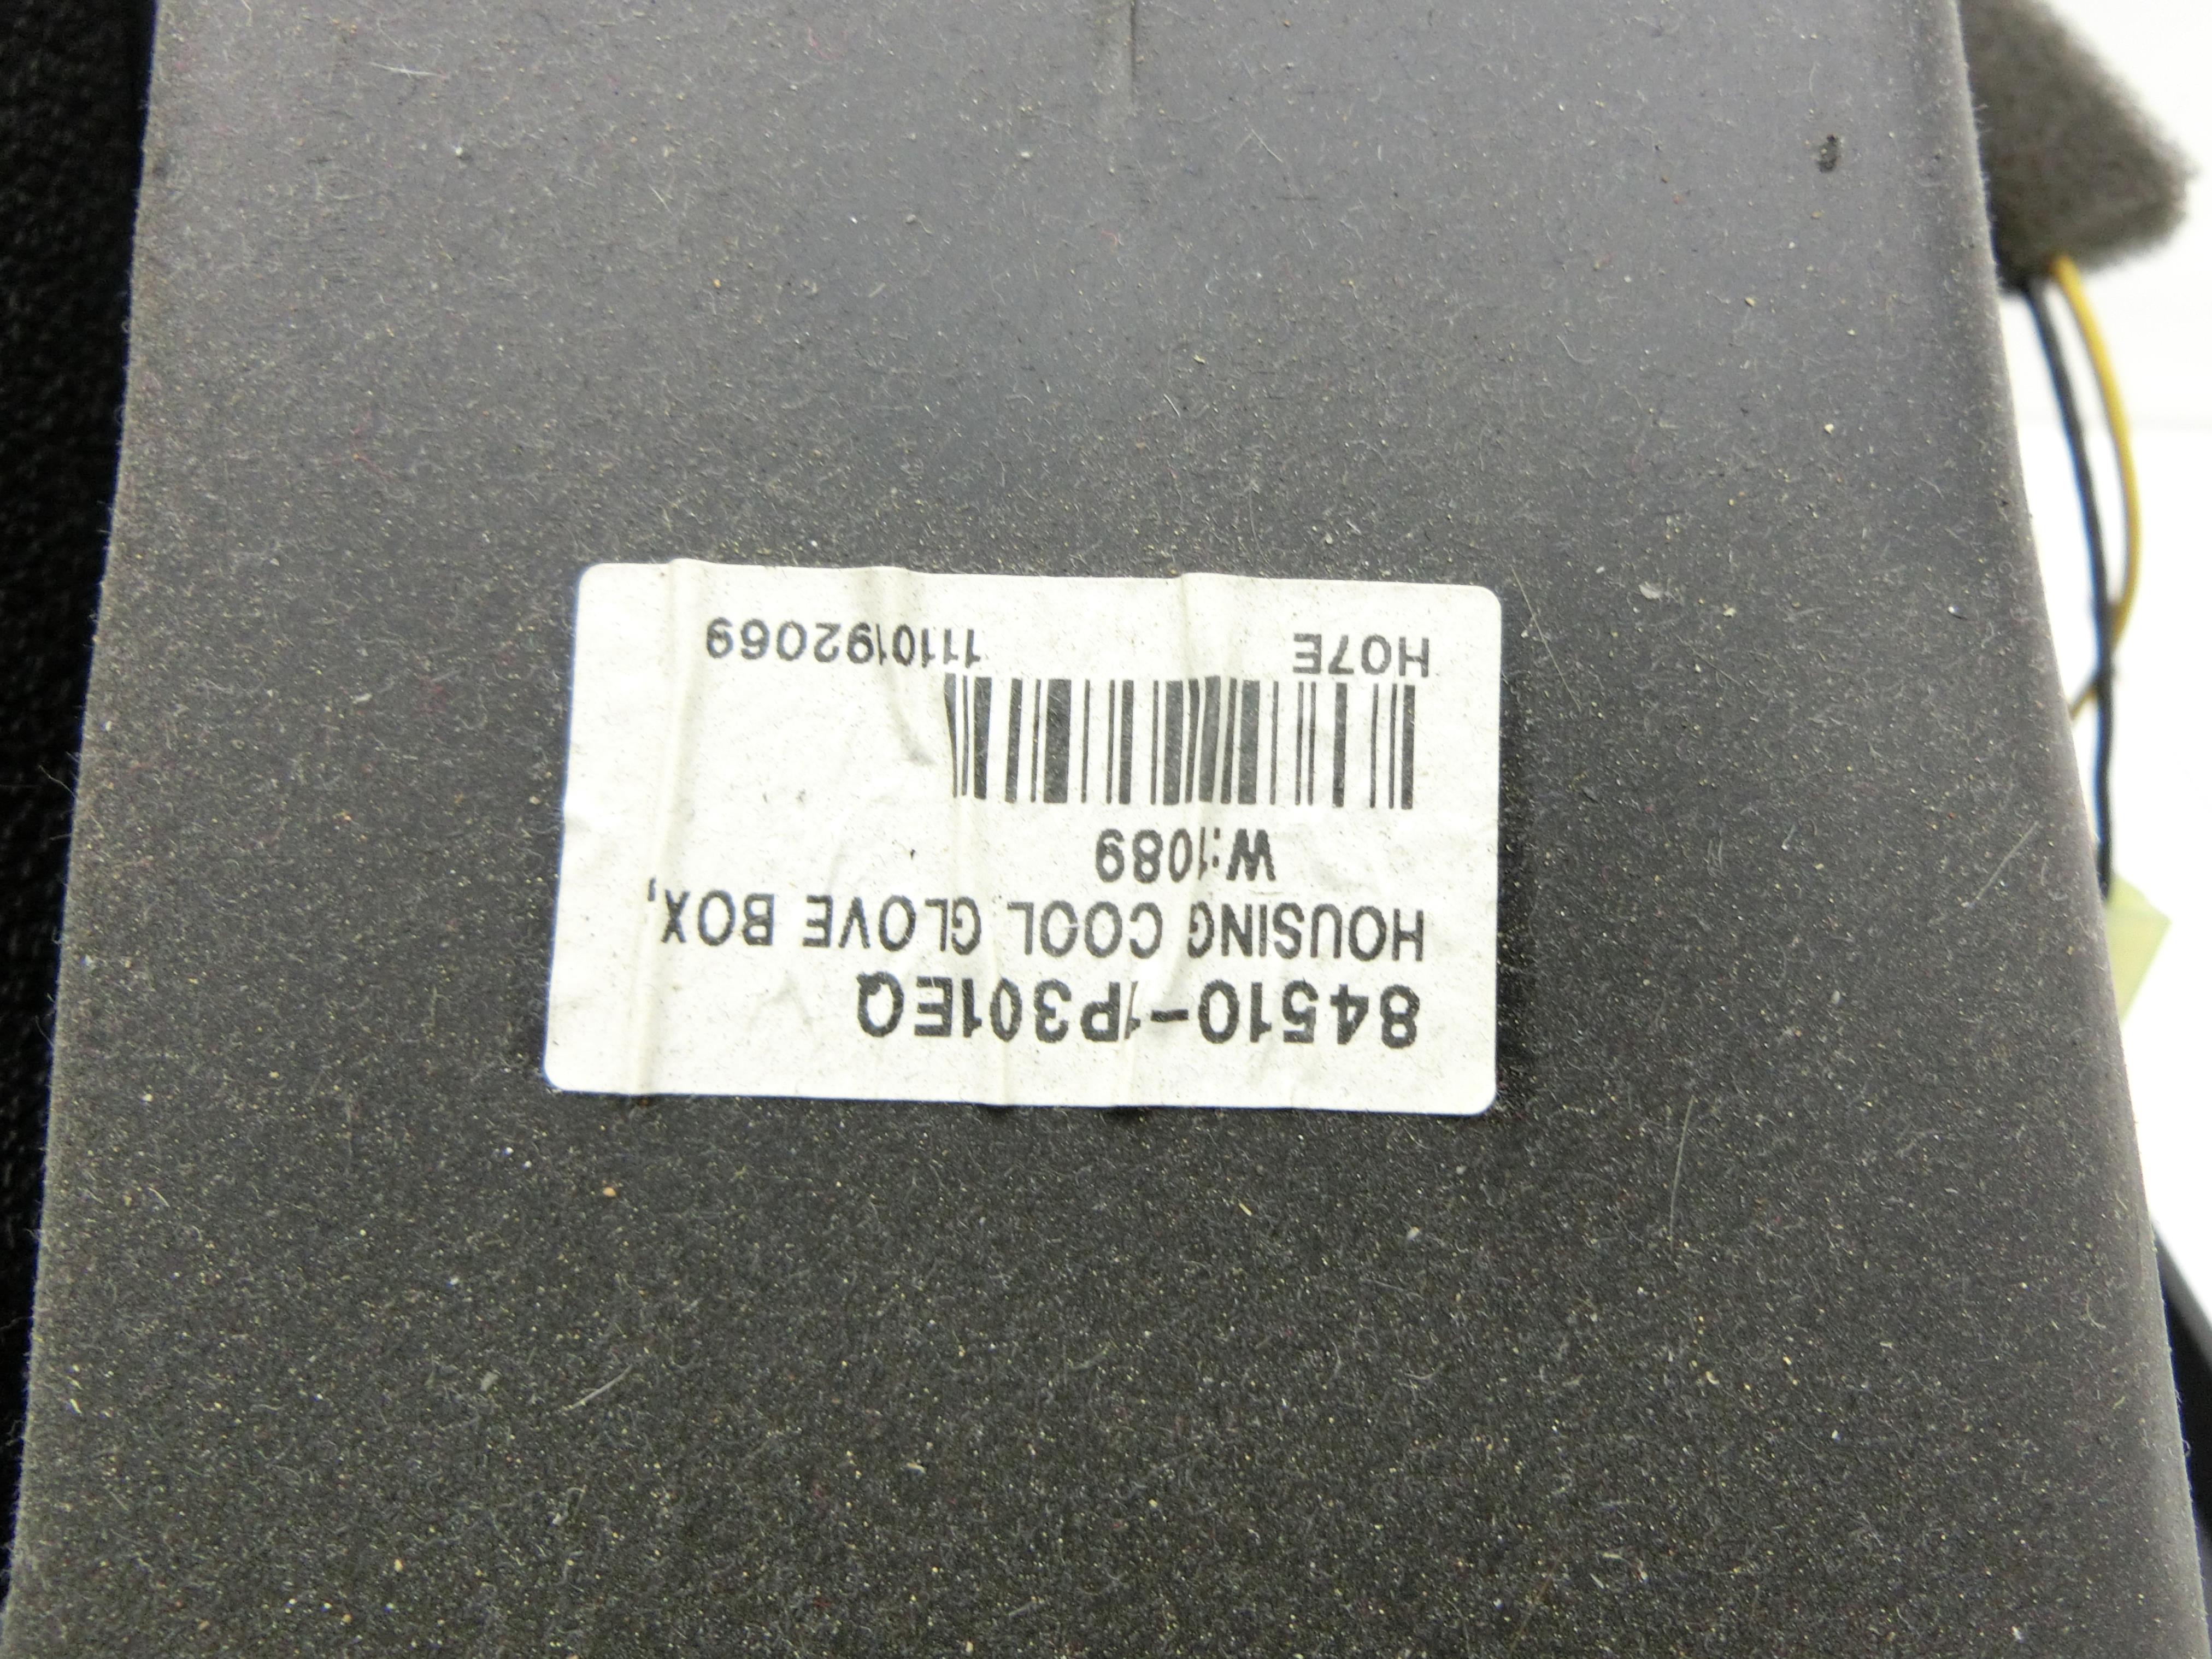 84510-1P301EQ
HOUSING COOL GLOVE BOX,
W:1089
H07E 1110192069